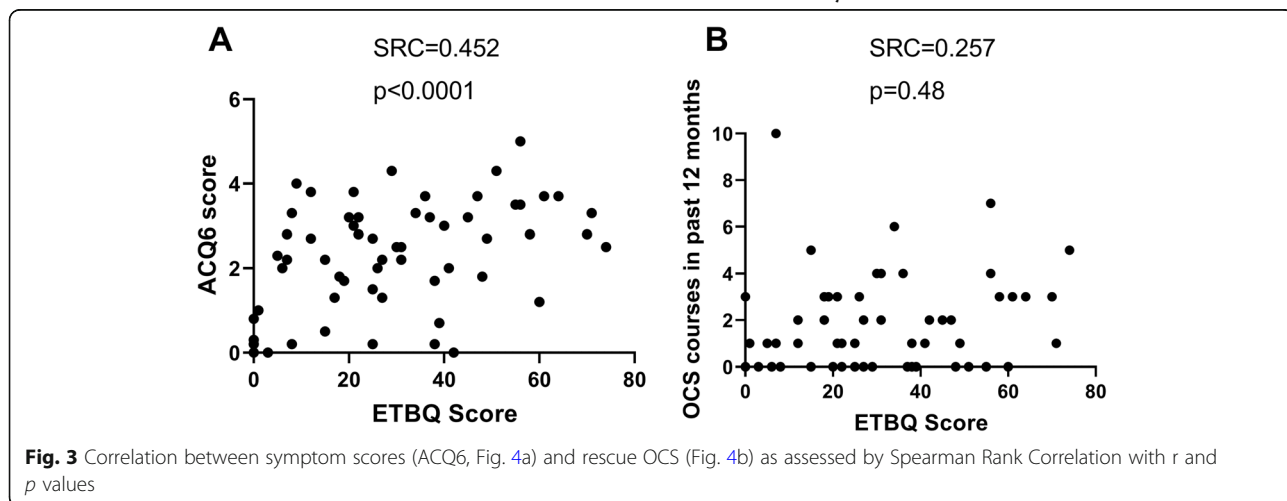 A
SRC=0.452
p<0.0001
6
4
2
0
0 20 40 60 80
ACQ6 score
ETBQ Score
B
SRC=0.257
p=0.48
10
8
6
4
2
0
0 20 40 60 80
OCS courses in past 12 months
ETBQ Score
Fig. 3 Correlation between symptom scores (ACQ6, Fig. 4a) and rescue OCS (Fig. 4b) as assessed by Spearman Rank Correlation with r and
p values